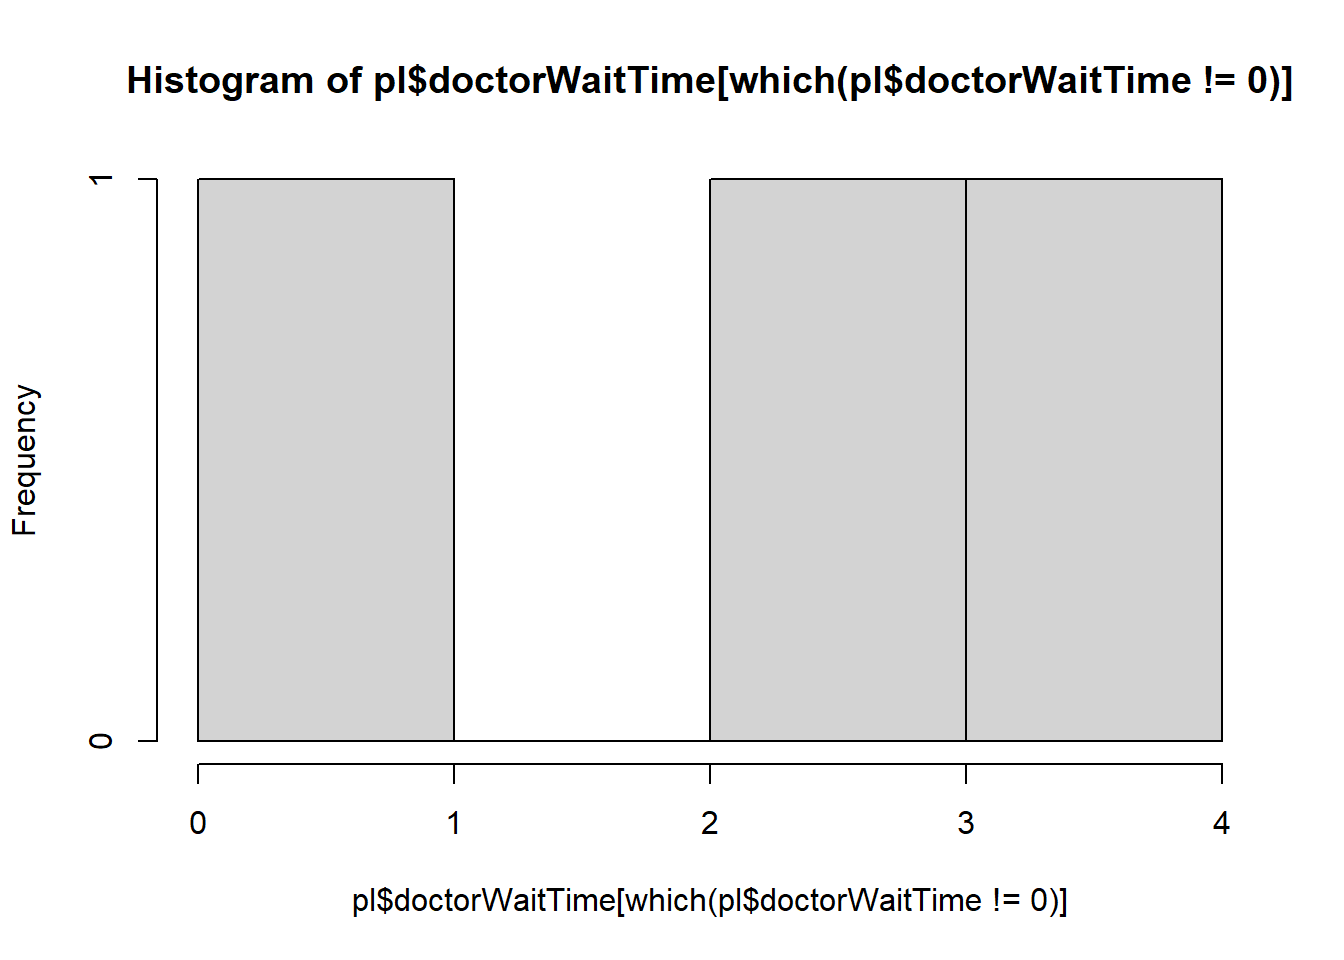 Histogram of pl$doctorWaitTime[which(pl$doctorWaitTime != 0)]
1
0
Frequency
0 1 2 3 4
pl$doctorWaitTime[which(pl$doctorWaitTime != 0)]